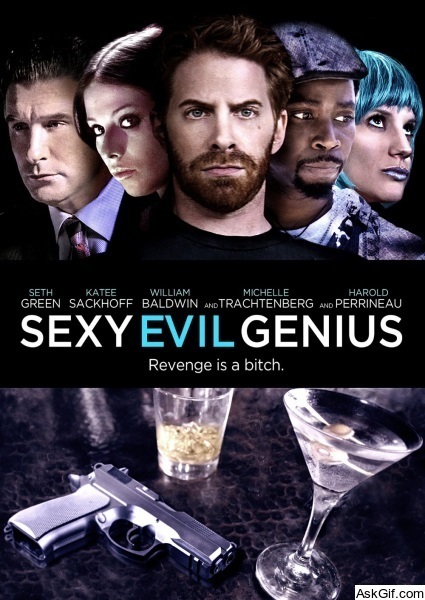 SETH KATEE WILLIAM MICHELLE HAROLD
GREEN SACKHOFF BALDWIN AND TRACHTENBERG AND PERRINEAU
SEXY EVIL GENIUS
Revenge is a bitch.
AskGif.com